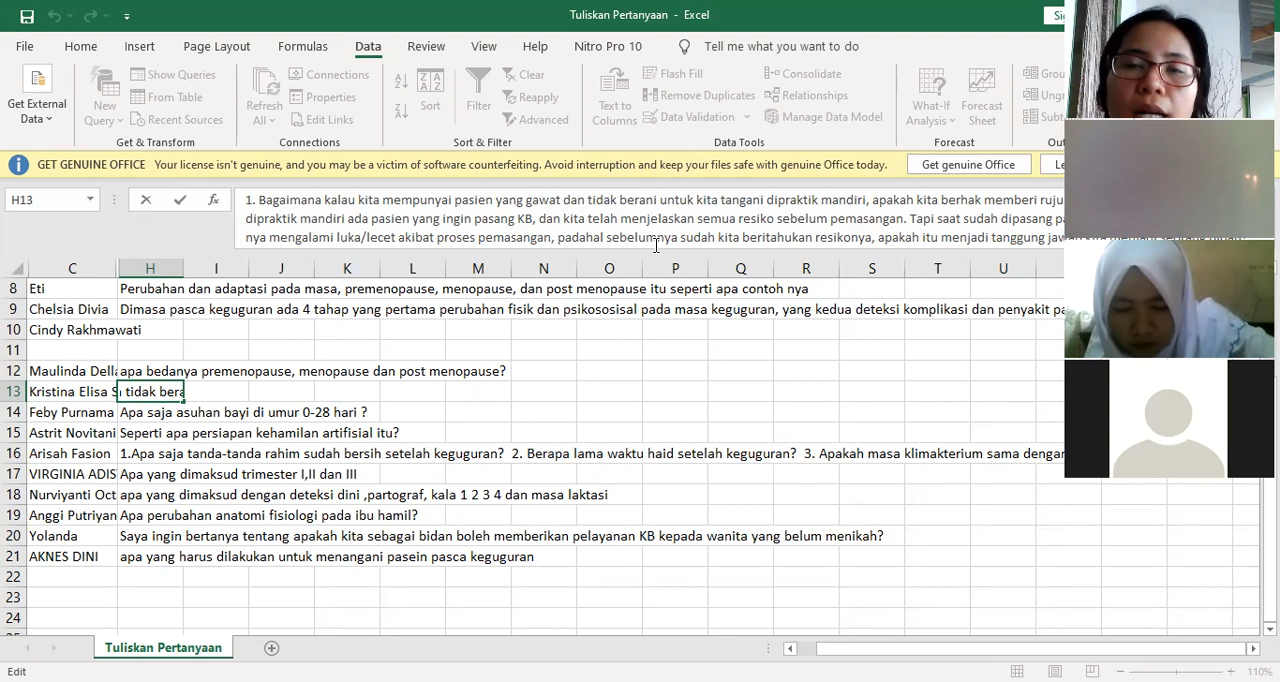 Tuliskan Pertanyaan - Excel
File Home Insert Page Layout Formulas Data Review View Help Nitro Pro 10 Tell me what you want to do
Get External Data
New Query
Show Queries
From Table
Recent Sources
Get & Transform
Refresh All
Connections
Properties
Edit Links
Connections
Sort
Filter
Clear
Reapply
Advanced
Sort & Filter
Text to Columns
Flash Fill
Remove Duplicates
Data Validation
Consolidate
Relationships
Manage Data Model
Data Tools
What-If Analysis
Forecast Sheet
Forecast
GET GENUINE OFFICE Your license isn't genuine, and you may be a victim of software counterfeiting. Avoid interruption and keep your files safe with genuine Office today. Get genuine Office
H13
1. Bagaimana kalau kita mempunyai pasien yang gawat dan tidak berani untuk kita tangani dipraktik mandiri, apakah kita berhak memberi ruju
dipraktik mandiri ada pasien yang ingin pasang KB, dan kita telah menjelaskan semua resiko sebelum pemasangan. Tapi saat sudah dipasang
nya mengalami luka/lecet akibat proses pemasangan, padahal sebelumnya sudah kita beritahukan resikonya, apakah itu menjadi tanggung
C H I J K L M N O P Q R S T U
8 Eti Perubahan dan adaptasi pada masa, premenopause, menopause, dan post menopause itu seperti apa contoh nya
9 Chelsia Divia Dimasa pasca keguguran ada 4 tahap yang pertama perubahan fisik dan psikososisal pada masa keguguran, yang kedua deteksi komplikasi dan penyakit
10 Cindy Rakhmawati
11
12 Maulinda Della apa bedanya premenopause, menopause dan post menopause?
13 Kristina Elisa S tidak bera
14 Feby Purnama Apa saja asuhan bayi di umur 0-28 hari ?
15 Astrit Novitani Seperti apa persiapan kehamilan artifisial itu?
16 Arisah Fasion 1.Apa saja tanda-tanda rahim sudah bersih setelah keguguran? 2. Berapa lama waktu haid setelah keguguran? 3. Apakah masa klimakterium sama dengan
17 VIRGINIA ADIS Apa yang dimaksud trimester I,II dan III
18 Nurviyanti Oct apa yang dimaksud dengan deteksi dini ,partograf, kala 1 2 3 4 dan masa laktasi
19 Anggi Putriyan Apa perubahan anatomi fisiologi pada ibu hamil?
20 Yolanda Saya ingin bertanya tentang apakah kita sebagai bidan boleh memberikan pelayanan KB kepada wanita yang belum menikah?
21 AKNES DINI apa yang harus dilakukan untuk menangani pasein pasca keguguran
22
23
24
Tuliskan Pertanyaan
Edit
110%